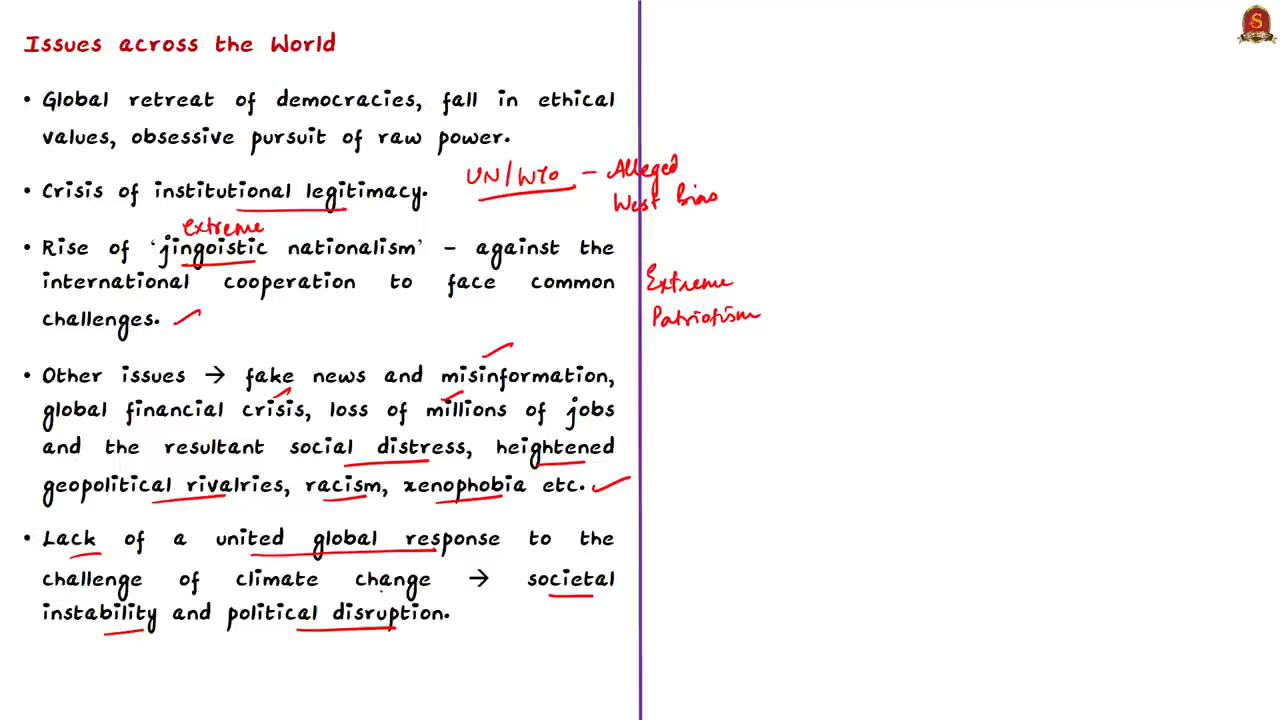 Issues across the World
• Global retreat of democracies, fall in ethical
values, obsessive pursuit of raw power.
UN/WTO - Alleged
West bias
• Crisis of institutional legitimacy.
extreme
• Rise of ‘jingoistic nationalism’ - against the
international cooperation to face common
challenges.
Extreme
Patriotism
• Other issues → fake news and misinformation,
global financial crisis, loss of millions of jobs
and the resultant social distress, heightened
geopolitical rivalries, racism, xenophobia etc.
• Lack of a united global response to the
challenge of climate change → societal
instability and political disruption.
S